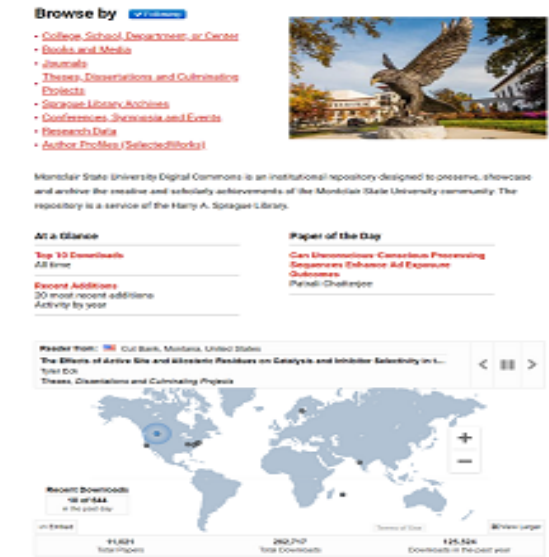 Browse by
Following
College, School, Department, or Center
Books and Media
Journals
Theses, Dissertations and Culminating
Projects
Sprague Library Archives
Conferences, Symposia and Events
Research Data
Author Profiles (SelectedWorks)
Montclair State University Digital Commons is an institutional repository designed to preserve, showcase
and archive the creative and scholarly achievements of the Montclair State University community. The
repository is a service of the Harry A. Sprague Library.
At a Glance
Top 10 Downloads
All time
Recent Additions
20 most recent additions
Activity by year
Paper of the Day
Can Unconscious-Conscious Processing
Sequences Enhance Ad Exposure
Outcomes
Patrali Chatterjee
Reader from: Cut Bank, Montana, United States
The Effects of Active Site and Allosteric Residues on Catalysis and Inhibitor Selectivity in t...
Tyler Eck
Theses, Dissertations and Culminating Projects
Recent Downloads
of 544
in the past day
Embed
Terms of Use
View Larger
Total Papers
Total Downloads
Downloads in the past year